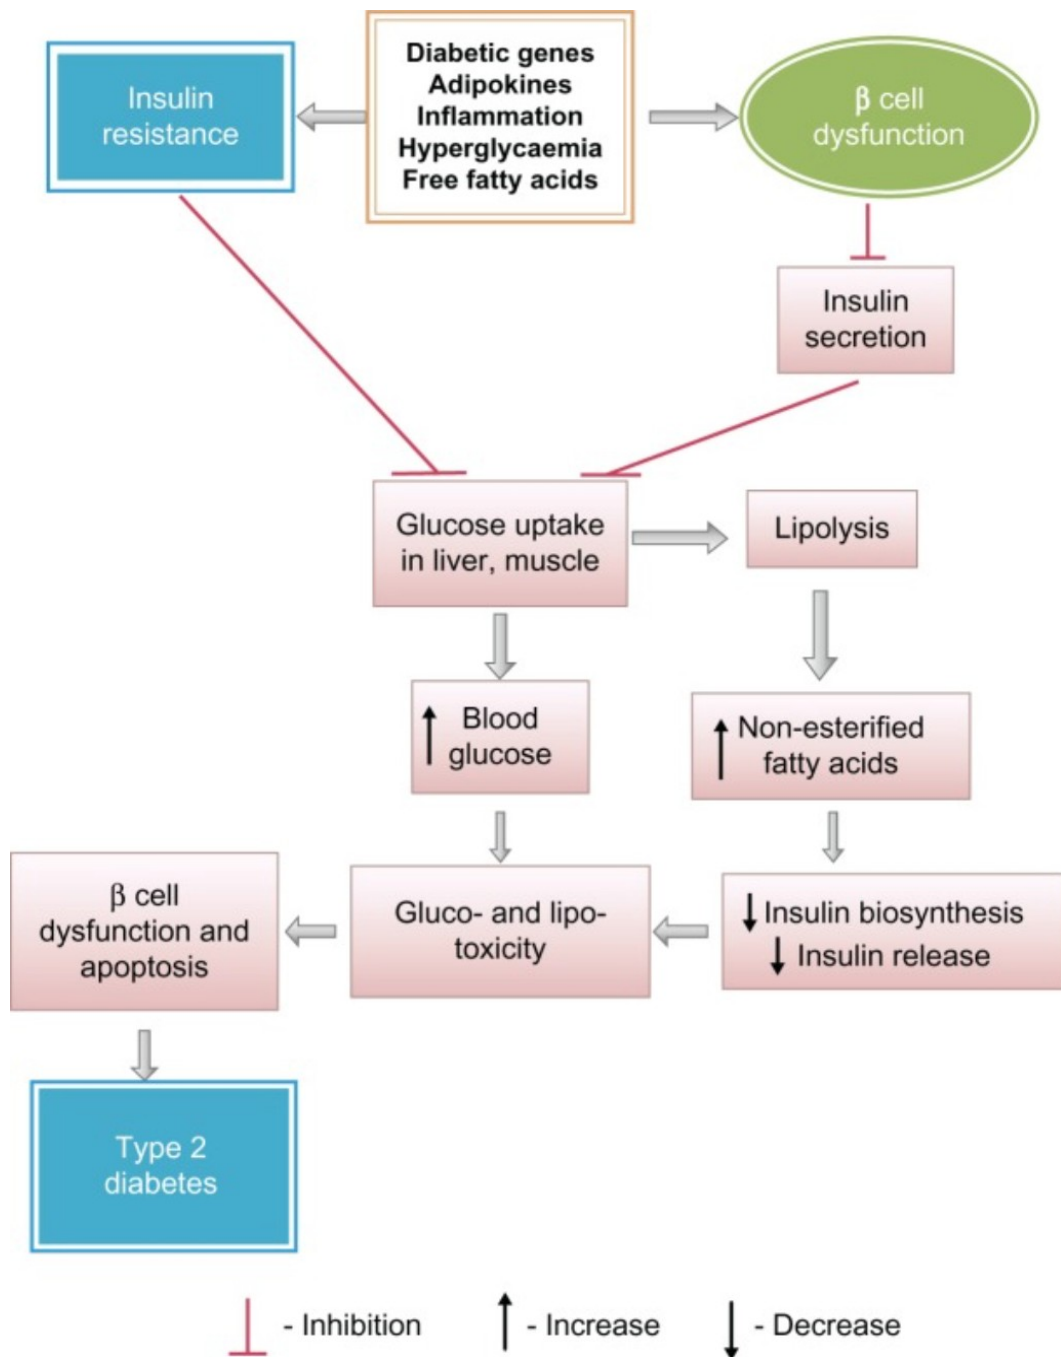 Diabetic genes
Adipokines
Inflammation
Hyperglycaemia
Free fatty acids
Insulin
resistance
β cell
dysfunction
Insulin
secretion
Glucose uptake
in liver, muscle
Lipolysis
Blood
glucose
Non-esterified
fatty acids
β cell
dysfunction and
apoptosis
Gluco- and lipo-
toxicity
Insulin biosynthesis
Insulin release
Type 2
diabetes
- Inhibition
- Increase
- Decrease